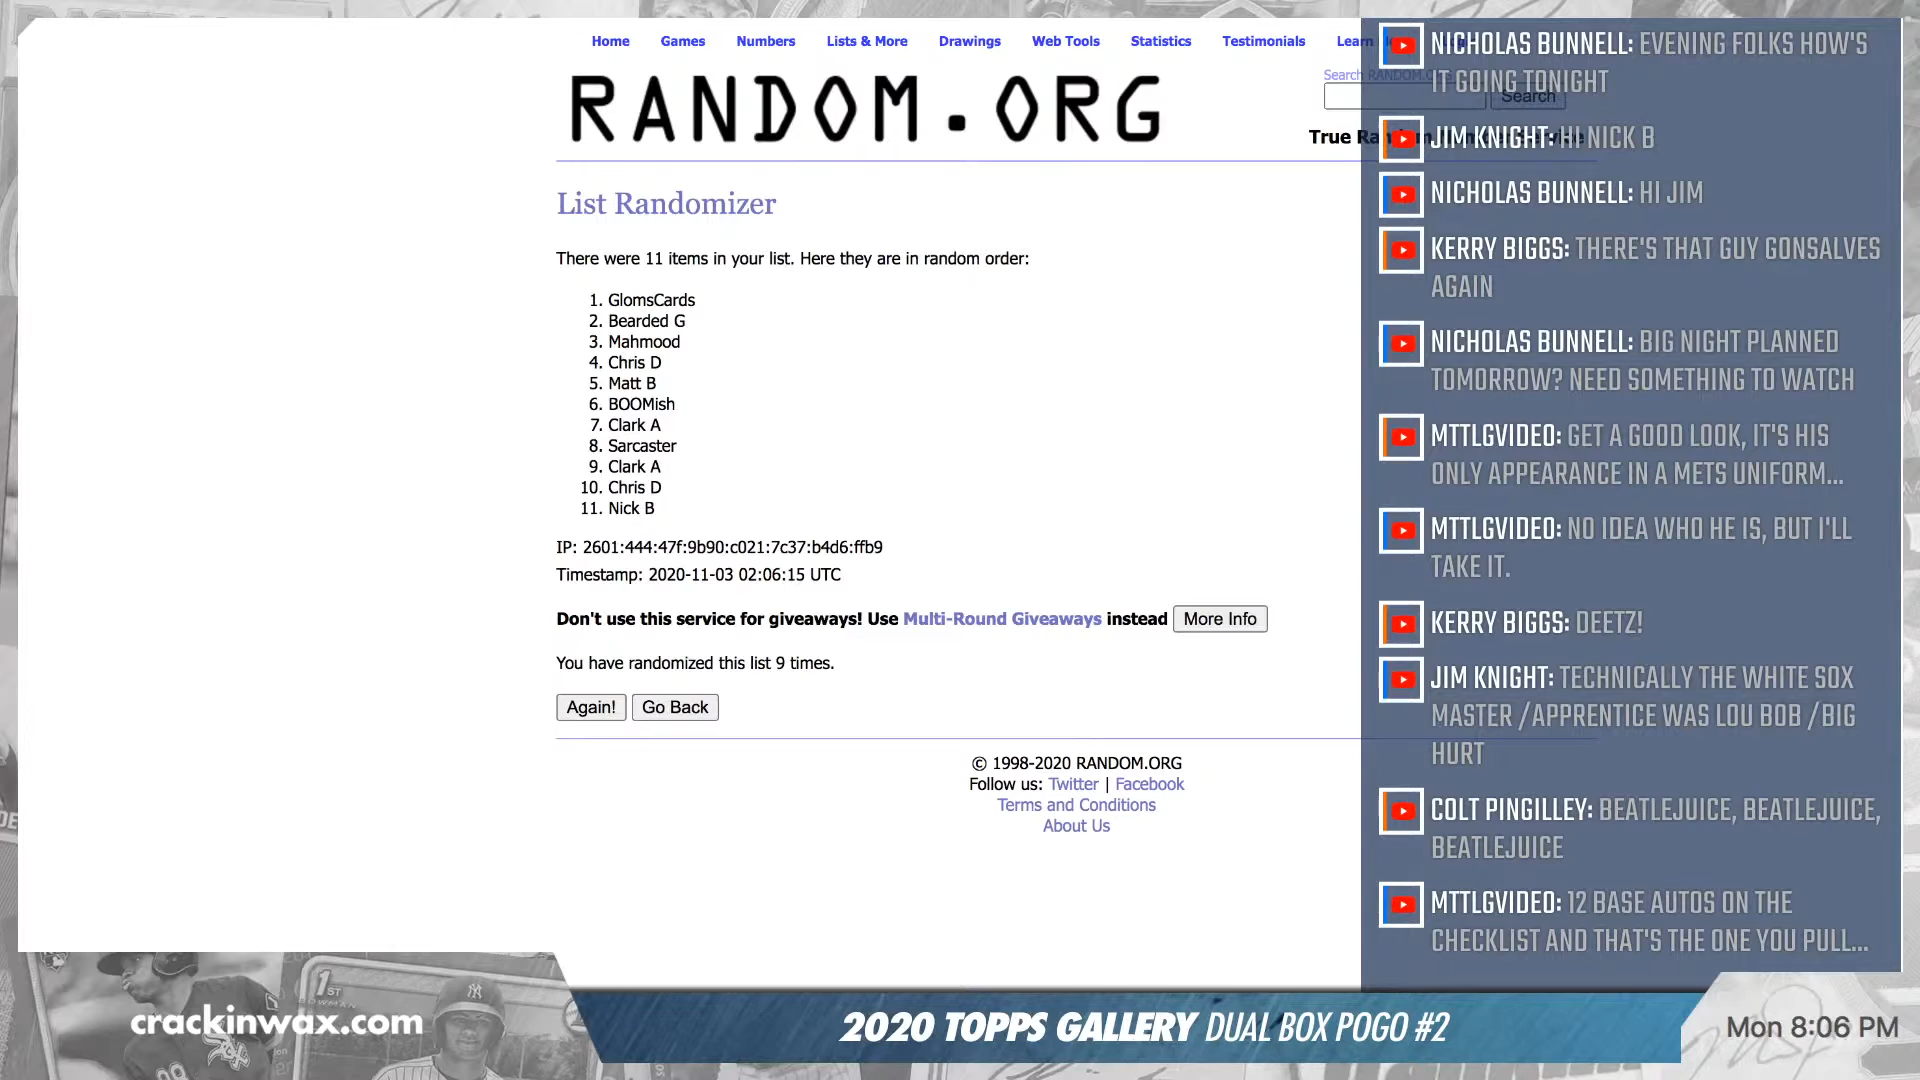 Home Games Numbers Lists & More Drawings Web Tools Statistics Testimonials Learn
RANDOM.ORG
Search RANDOM.ORG
Search
True Random
List Randomizer
There were 11 items in your list. Here they are in random order:
1. GlomsCards
2. Bearded G
3. Mahmood
4. Chris D
5. Matt B
6. BOOMish
7. Clark A
8. Sarcaster
9. Clark A
10. Chris D
11. Nick B
IP: 2601:444:47f:9b90:c021:7c37:b4d6:ffb9
Timestamp: 2020-11-03 02:06:15 UTC
Don't use this service for giveaways! Use Multi-Round Giveaways instead More Info
You have randomized this list 9 times.
Again! Go Back
© 1998-2020 RANDOM.ORG
Follow us: Twitter | Facebook
Terms and Conditions
About Us
NICHOLAS BUNNELL: EVENING FOLKS HOW'S
IT GOING TONIGHT
JIM KNIGHT: HI NICK B
NICHOLAS BUNNELL: HI JIM
KERRY BIGGS: THERE'S THAT GUY GONSALVES
AGAIN
NICHOLAS BUNNELL: BIG NIGHT PLANNED
TOMORROW? NEED SOMETHING TO WATCH
MTTLGVIDEO: GET A GOOD LOOK, IT'S HIS
ONLY APPEARANCE IN A METS UNIFORM...
MTTLGVIDEO: NO IDEA WHO HE IS, BUT I'LL
TAKE IT.
KERRY BIGGS: DEETZ!
JIM KNIGHT: TECHNICALLY THE WHITE SOX
MASTER /APPRENTICE WAS LOU BOB /BIG
HURT
COLT PINGILLEY: BEATLEJUICE, BEATLEJUICE,
BEATLEJUICE
MTTLGVIDEO: 12 BASE AUTOS ON THE
CHECKLIST AND THAT'S THE ONE YOU PULL...
1ST
BOWMAN
crackinwax.com
2020 TOPPS GALLERY DUAL BOX POGO #2
Mon 8:06 PM